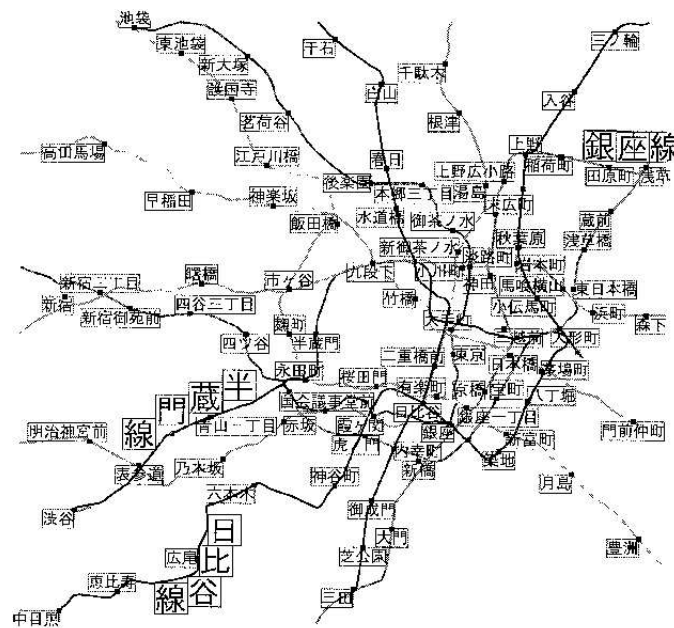 池袋
東池袋
新大塚
護国寺
茗荷谷
千石
白山
千駄木
根津
三ノ輪
入谷
上野
稲荷町
銀座線
田原町
浅草
高田馬場
早稲田
江戸川橋
神楽坂
飯田橋
後楽園
春日
本郷三
目
水道橋
御茶ノ水
新御茶ノ水
上野広小路
湯島
末広町
秋葉原
蔵前
浅草橋
曙橋
市ヶ谷
九段下
竹橋
小川町
淡路町
神田
岩本町
馬喰横山
東日本橋
小伝馬町
浜町
森下
新宿三丁目
新宿
新宿御苑前
四谷三丁目
四ツ谷
麹町
半蔵門
永田町
大手町
三越前
人形町
二重橋前
東京
日本橋
茅場町
桜田門
有楽町
京橋
宝町
八丁堀
国会議事堂前
赤坂
青山一丁目
霞ヶ関
日比谷
銀座
銀座一丁目
新富町
門前仲町
半蔵門線
明治神宮前
表参道
乃木坂
虎ノ門
内幸町
新橋
築地
月島
渋谷
六本木
神谷町
御成門
大門
豊洲
日比谷線
広尾
芝公園
恵比寿
三田
中目黒